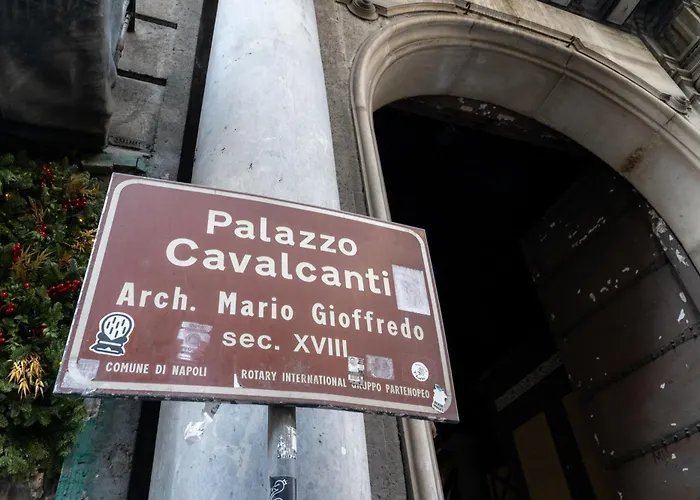 Palazzo
Cavalcanti
Arch. Mario Gioffredo
sec. XVIII
COMUNE DI NAPOLI
ROTARY INTERNATIONAL GRUPPO PARTENOPEO